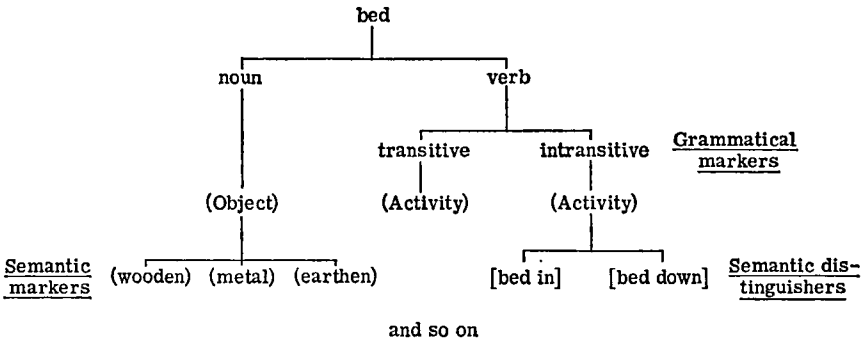 bed
noun verb
transitive intransitive Grammatical
markers
(Object) (Activity) (Activity)
Semantic (wooden) (metal) (earthen) [bed in] [bed down] Semantic dis-
markers tinguishers
and so on